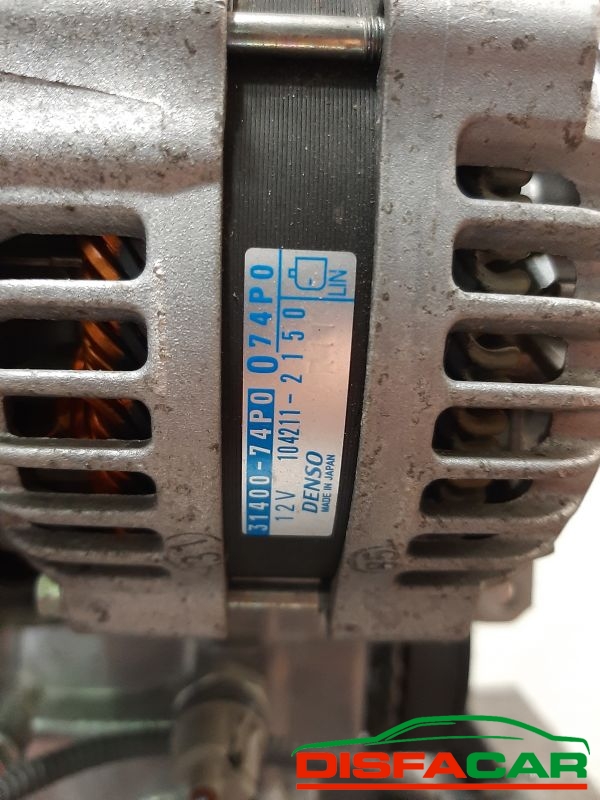 31400-74P0 074P0
12V 104211-2150
DENSO LIN
MADE IN JAPAN
DISFACAR